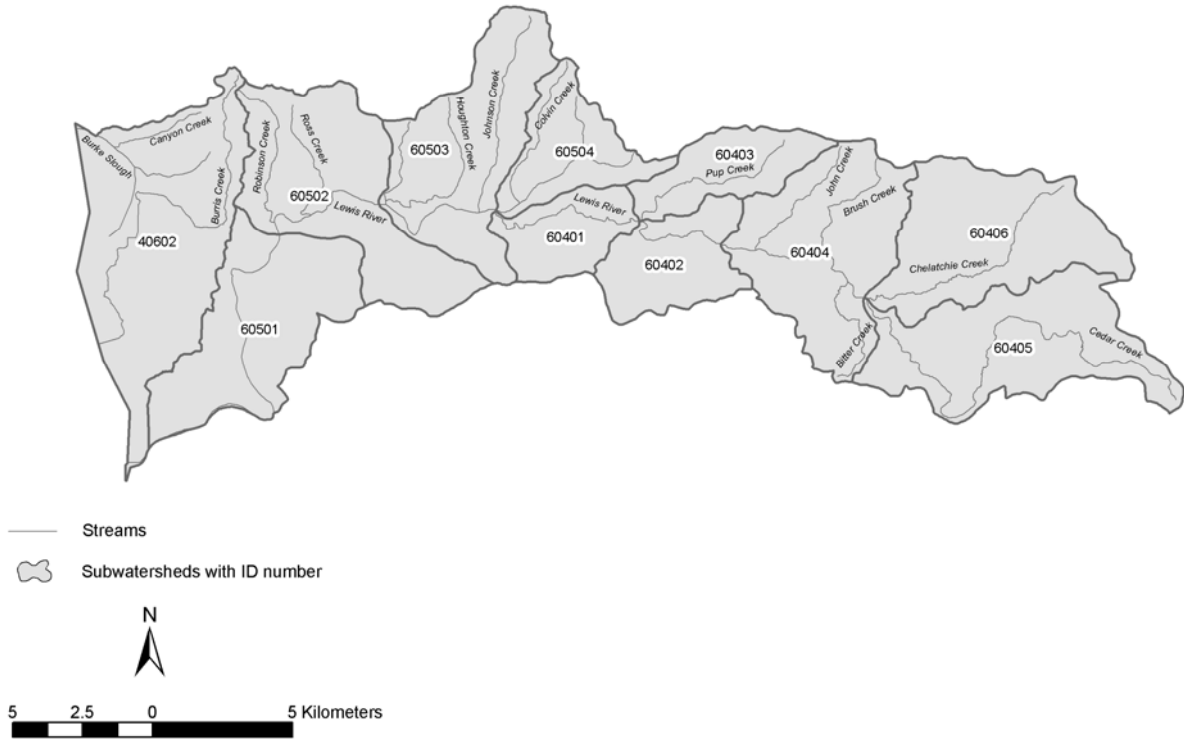 Burke Slough
Canyon Creek
Burris Creek
40602
Robinson Creek
Ross Creek
60502
Lewis River
60501
60503
Houghton Creek
Johnson Creek
Colvin Creek
60504
60401
Lewis River
60403
Pup Creek
60402
John Creek
Brush Creek
60404
Bitter Creek
60406
Chelatchie Creek
60405
Cedar Creek
Streams
Subwatersheds with ID number
N
5 2.5 0 5 Kilometers